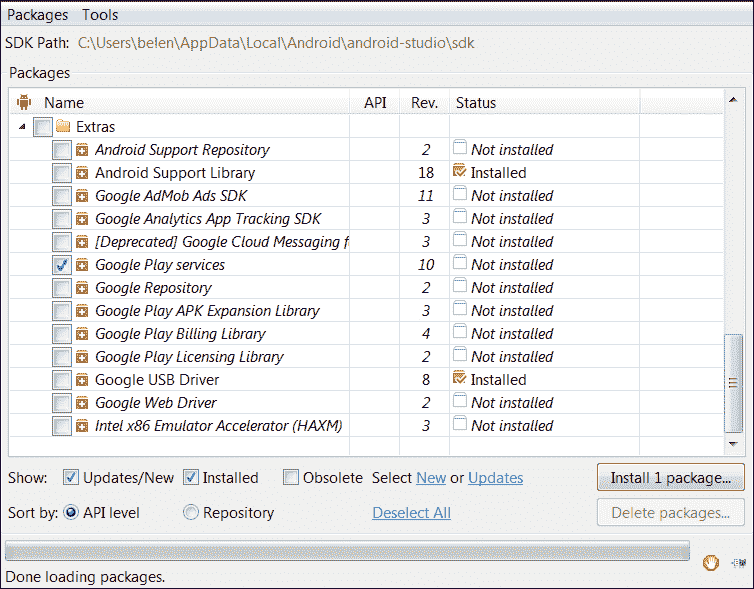 Packages Tools
SDK Path: C:\Users\belen\AppData\Local\Android\android-studio\sdk
Packages
Name API Rev. Status
Extras
Android Support Repository 2 Not installed
Android Support Library 18 Installed
Google AdMob Ads SDK 11 Not installed
Google Analytics App Tracking SDK 3 Not installed
[Deprecated] Google Cloud Messaging f 3 Not installed
Google Play services 10 Not installed
Google Repository 2 Not installed
Google Play APK Expansion Library 3 Not installed
Google Play Billing Library 4 Not installed
Google Play Licensing Library 2 Not installed
Google USB Driver 8 Installed
Google Web Driver 2 Not installed
Intel x86 Emulator Accelerator (HAXM) 3 Not installed
Show: Updates/New Installed Obsolete Select New or Updates Install 1 package...
Sort by: API level Repository Deselect All Delete packages...
Done loading packages.